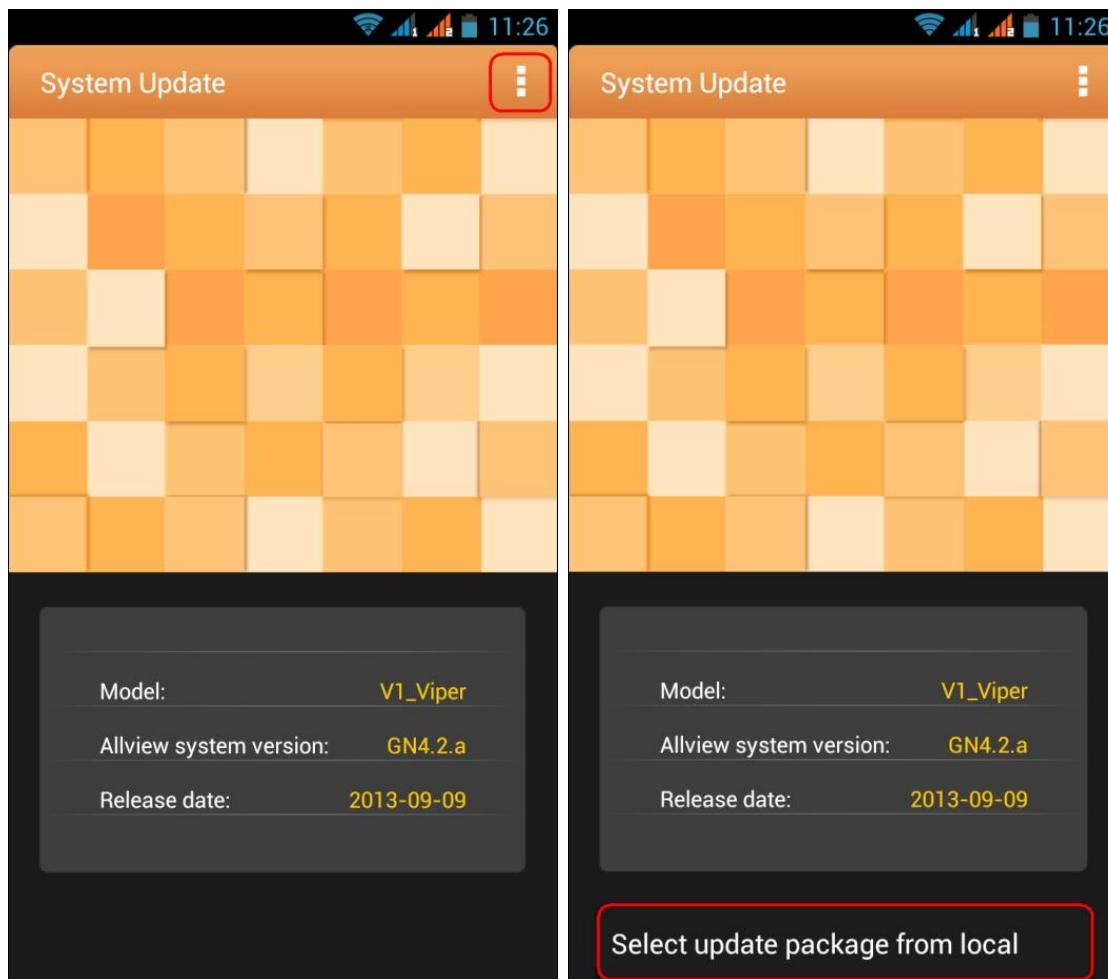 11:26
System Update
Model: V1_Viper
Allview system version: GN4.2.a
Release date: 2013-09-09
11:26
System Update
Model: V1_Viper
Allview system version: GN4.2.a
Release date: 2013-09-09
Select update package from local